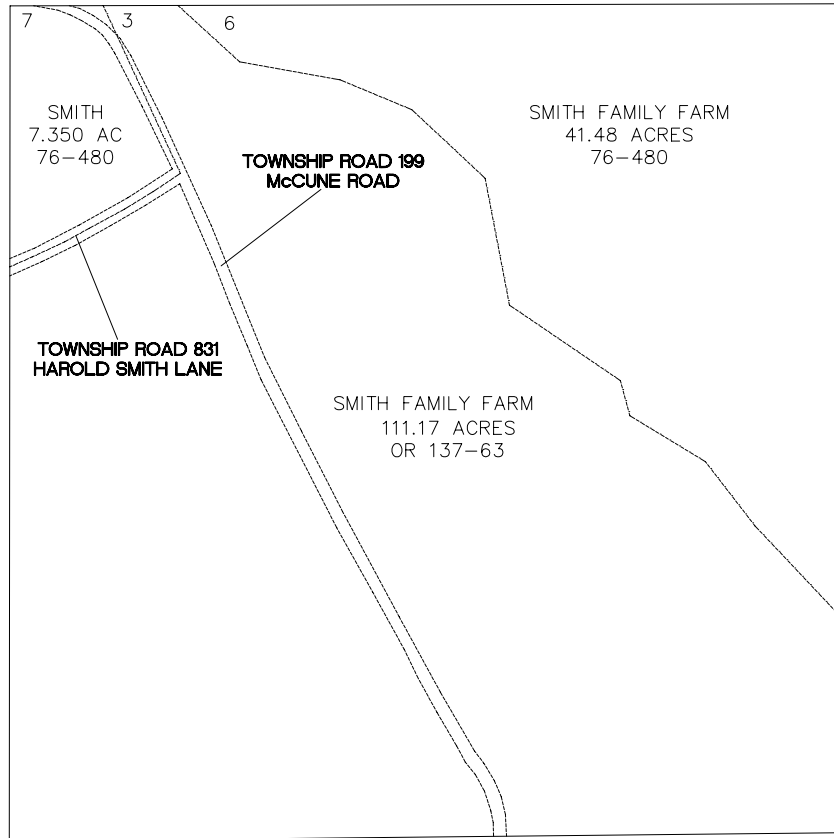 7
3
6
SMITH
7.350 AC
76-480
SMITH FAMILY FARM
41.48 ACRES
76-480
TOWNSHIP ROAD 199
McCUNE ROAD
TOWNSHIP ROAD 831
HAROLD SMITH LANE
SMITH FAMILY FARM
111.17 ACRES
OR 137-63